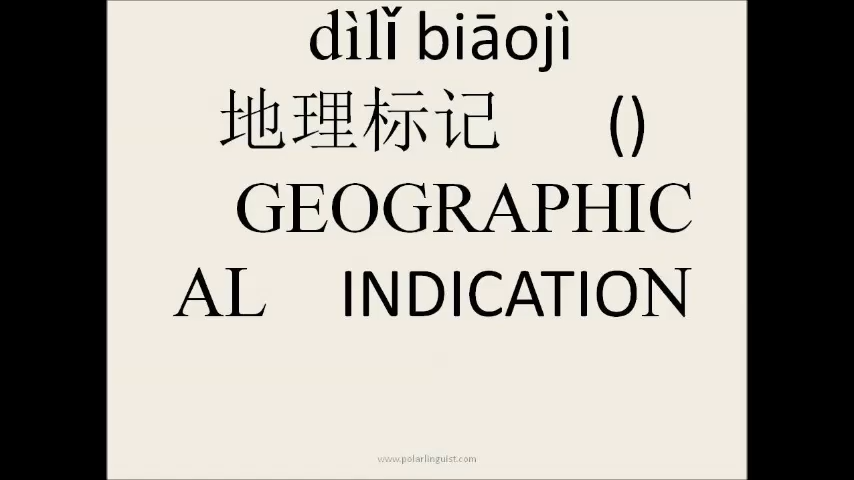 dìlǐ biāojì
地理标记 ()
GEOGRAPHIC
AL INDICATION
www.polarlinguist.com